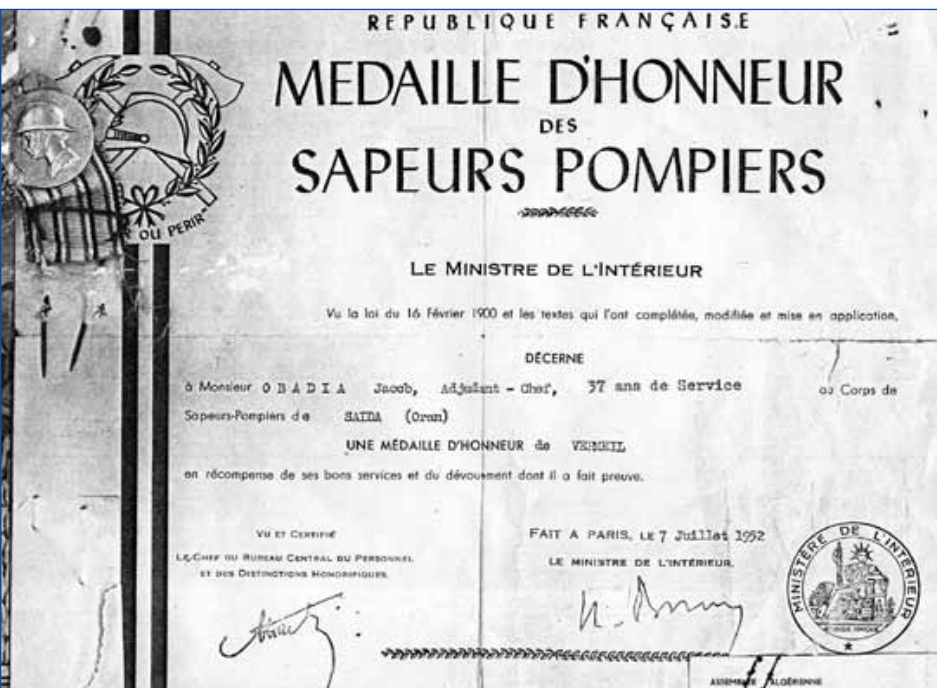 REPUBLIQUE FRANÇAISE
MEDAILLE D'HONNEUR
DES
SAPEURS POMPIERS
OU PERIR"
LE MINISTRE DE L'INTÉRIEUR
Vu la loi du 16 Février 1900 et les textes qui l'ont complétée, modifiée et mise en application,
DÉCERNE
à Monsieur OBADIA Jacob, Adjudant-Chef, 37 ans de Service au Corps de
Sapeurs-Pompiers de SAIDA (Oran)
UNE MÉDAILLE D'HONNEUR de VERMEIL
en récompense de ses bons services et du dévouement dont il a fait preuve.
VU ET CERTIFIÉ
LE CHEF DU BUREAU CENTRAL DU PERSONNEL
ET DES DISTINCTIONS HONORIFIQUES.
FAIT A PARIS, LE 7 Juillet 1952
LE MINISTRE DE L'INTÉRIEUR,
MINISTÈRE DE L'INTÉRIEUR
ASSEMBLÉE ALGÉRIENNE